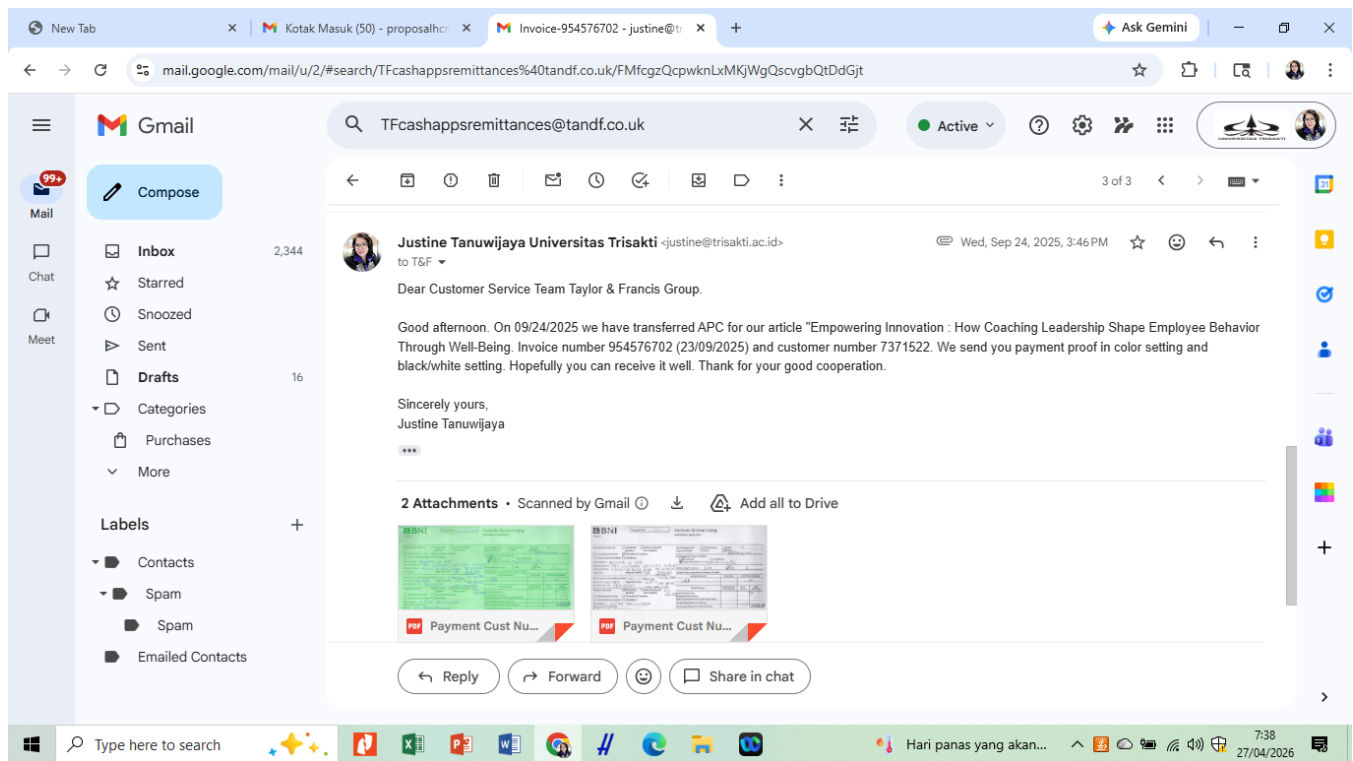 New Tab
Kotak Masuk (50) - proposalhcn
Invoice-954576702 - justine@tr
Ask Gemini
mail.google.com/mail/u/2/#search/TFcashappsremittances%40tandf.co.uk/FMfcgzQcpwknLxMKjWgQscvgbQtDdGjt
Gmail
TFcashappsremittances@tandf.co.uk
Active
UNIVERSITAS TRISAKTI
99+
Mail
Chat
Meet
Compose
Inbox 2,344
Starred
Snoozed
Sent
Drafts 16
Categories
Purchases
More
Labels
Contacts
Spam
Spam
Emailed Contacts
3 of 3
Justine Tanuwijaya Universitas Trisakti <justine@trisakti.ac.id>
Wed, Sep 24, 2025, 3:46 PM
to T&F
Dear Customer Service Team Taylor & Francis Group.
Good afternoon. On 09/24/2025 we have transferred APC for our article "Empowering Innovation : How Coaching Leadership Shape Employee Behavior
Through Well-Being. Invoice number 954576702 (23/09/2025) and customer number 7371522. We send you payment proof in color setting and
black/white setting. Hopefully you can receive it well. Thank for your good cooperation.
Sincerely yours,
Justine Tanuwijaya
2 Attachments • Scanned by Gmail
Add all to Drive
BNI
BNI
PDF Payment Cust Nu...
PDF Payment Cust Nu...
Reply
Forward
Share in chat
31
Type here to search
Hari panas yang akan...
7:38
27/04/2026